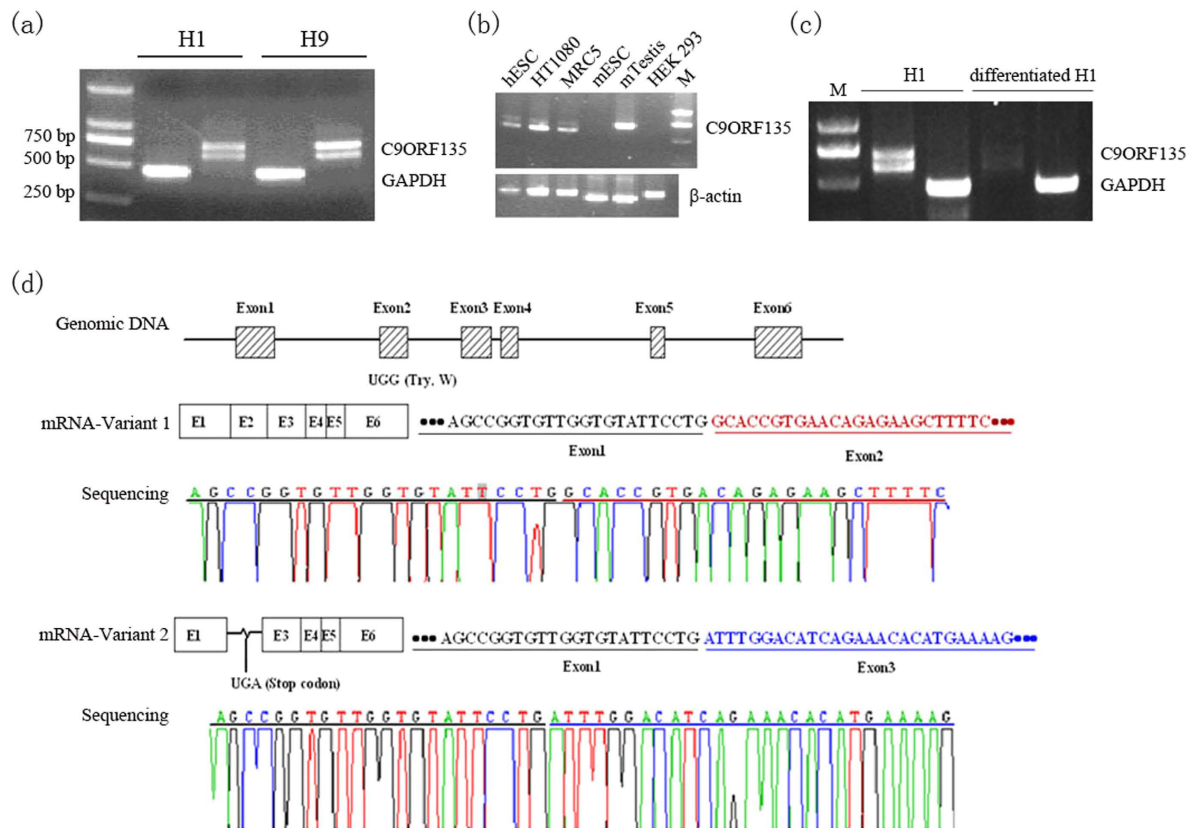 (a)
H1 H9
750 bp
500 bp
250 bp
C9ORF135
GAPDH
(b)
hESC HT1080 MRC5 mESC mTestis HEK 293 M
C9ORF135
β-actin
(c)
H1 differentiated H1
M
C9ORF135
GAPDH
(d)
Exon1 Exon2 Exon3 Exon4 Exon5 Exon6
Genomic DNA
UGG (Try, W)
mRNA-Variant 1 E1 E2 E3 E4 E5 E6 •••AGCCGGTGTTGGTGTATTCCTG GCACCGTGAACAGAGAAGCTTTTC•••
Exon1 Exon2
Sequencing AGCCGGTGTTGGTGTATTCCTGGCACCGTGACAGAGAAGCTTTTC
mRNA-Variant 2 E1 E3 E4 E5 E6 •••AGCCGGTGTTGGTGTATTCCTG ATTTGGACATCAGAAACACATGAAAAG•••
Exon1 Exon3
UGA (Stop codon)
Sequencing AGCCGGTGTTGGTGTATTCCTGATTTGGACATCAGAAACACATGAAAAG